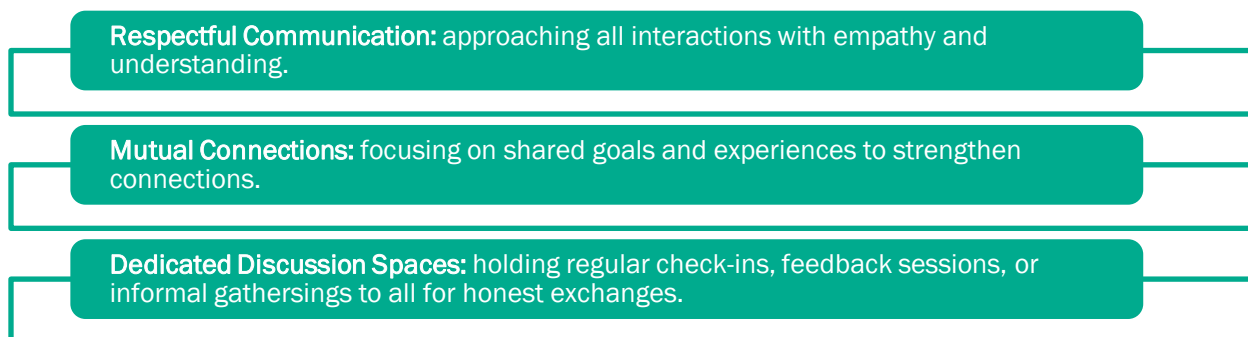 Respectful Communication: approaching all interactions with empathy and
understanding.
Mutual Connections: focusing on shared goals and experiences to strengthen
connections.
Dedicated Discussion Spaces: holding regular check-ins, feedback sessions, or
informal gathersings to all for honest exchanges.